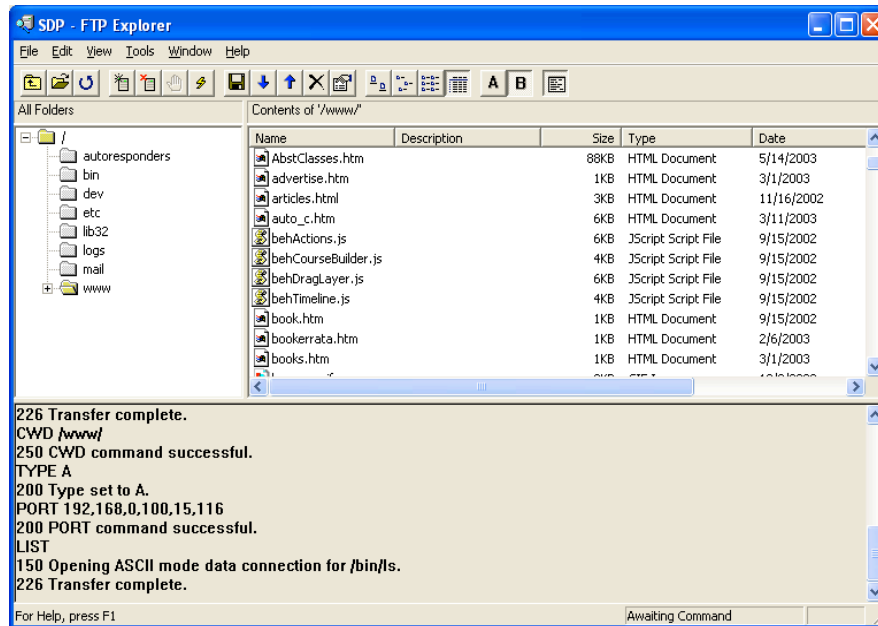 SDP - FTP Explorer
File Edit View Tools Window Help
A B
All Folders Contents of '/www/'
/
autoresponders
bin
dev
etc
lib32
logs
mail
www
Name Description Size Type Date
AbstClasses.htm 88KB HTML Document 5/14/2003
advertise.htm 1KB HTML Document 3/1/2003
articles.html 3KB HTML Document 11/16/2002
auto_c.htm 6KB HTML Document 3/11/2003
behActions.js 6KB JScript Script File 9/15/2002
behCourseBuilder.js 4KB JScript Script File 9/15/2002
behDragLayer.js 6KB JScript Script File 9/15/2002
behTimeline.js 4KB JScript Script File 9/15/2002
book.htm 1KB HTML Document 9/15/2002
bookerrata.htm 1KB HTML Document 2/6/2003
books.htm 1KB HTML Document 3/1/2003
226 Transfer complete.
CWD /www/
250 CWD command successful.
TYPE A
200 Type set to A.
PORT 192,168,0,100,15,116
200 PORT command successful.
LIST
150 Opening ASCII mode data connection for /bin/ls.
226 Transfer complete.
For Help, press F1 Awaiting Command